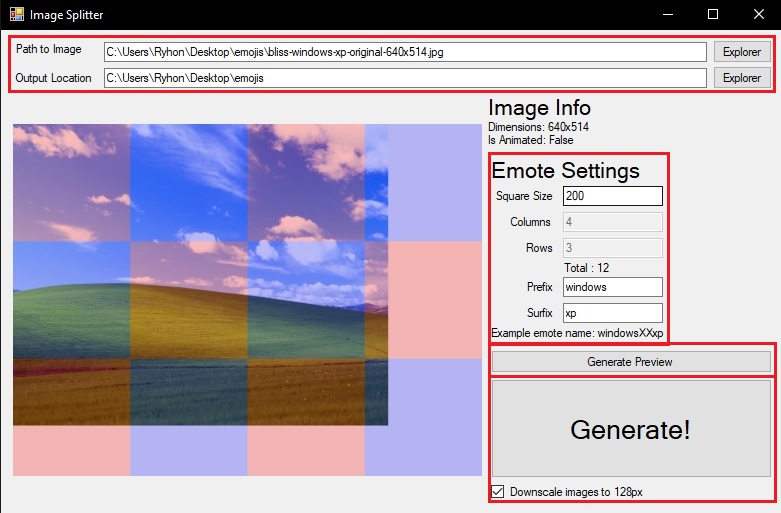 Image Splitter
Path to Image C:\Users\Ryhon\Desktop\emojis\bliss-windows-xp-original-640x514.jpg Explorer
Output Location C:\Users\Ryhon\Desktop\emojis Explorer
Image Info
Dimensions: 640x514
Is Animated: False
Emote Settings
Square Size 200
Columns 4
Rows 3
Total : 12
Prefix windows
Surfix xp
Example emote name: windowsXXxp
Generate Preview
Generate!
Downscale images to 128px